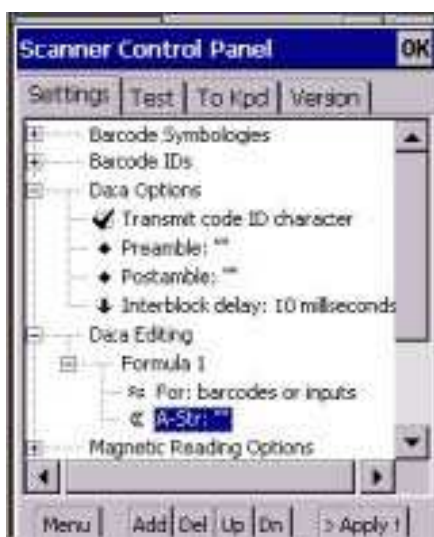 Scanner Control Panel OK
Settings Test To Kpd Version
Barcode Symbologies
Barcode IDs
Data Options
Transmit code ID character
Preamble: ""
Postamble: ""
Interblock delay: 10 milliseconds
Data Editing
Formula 1
For: barcodes or inputs
A-Str: ""
Magnetic Reading Options
Menu Add Del Up Dn > Apply !